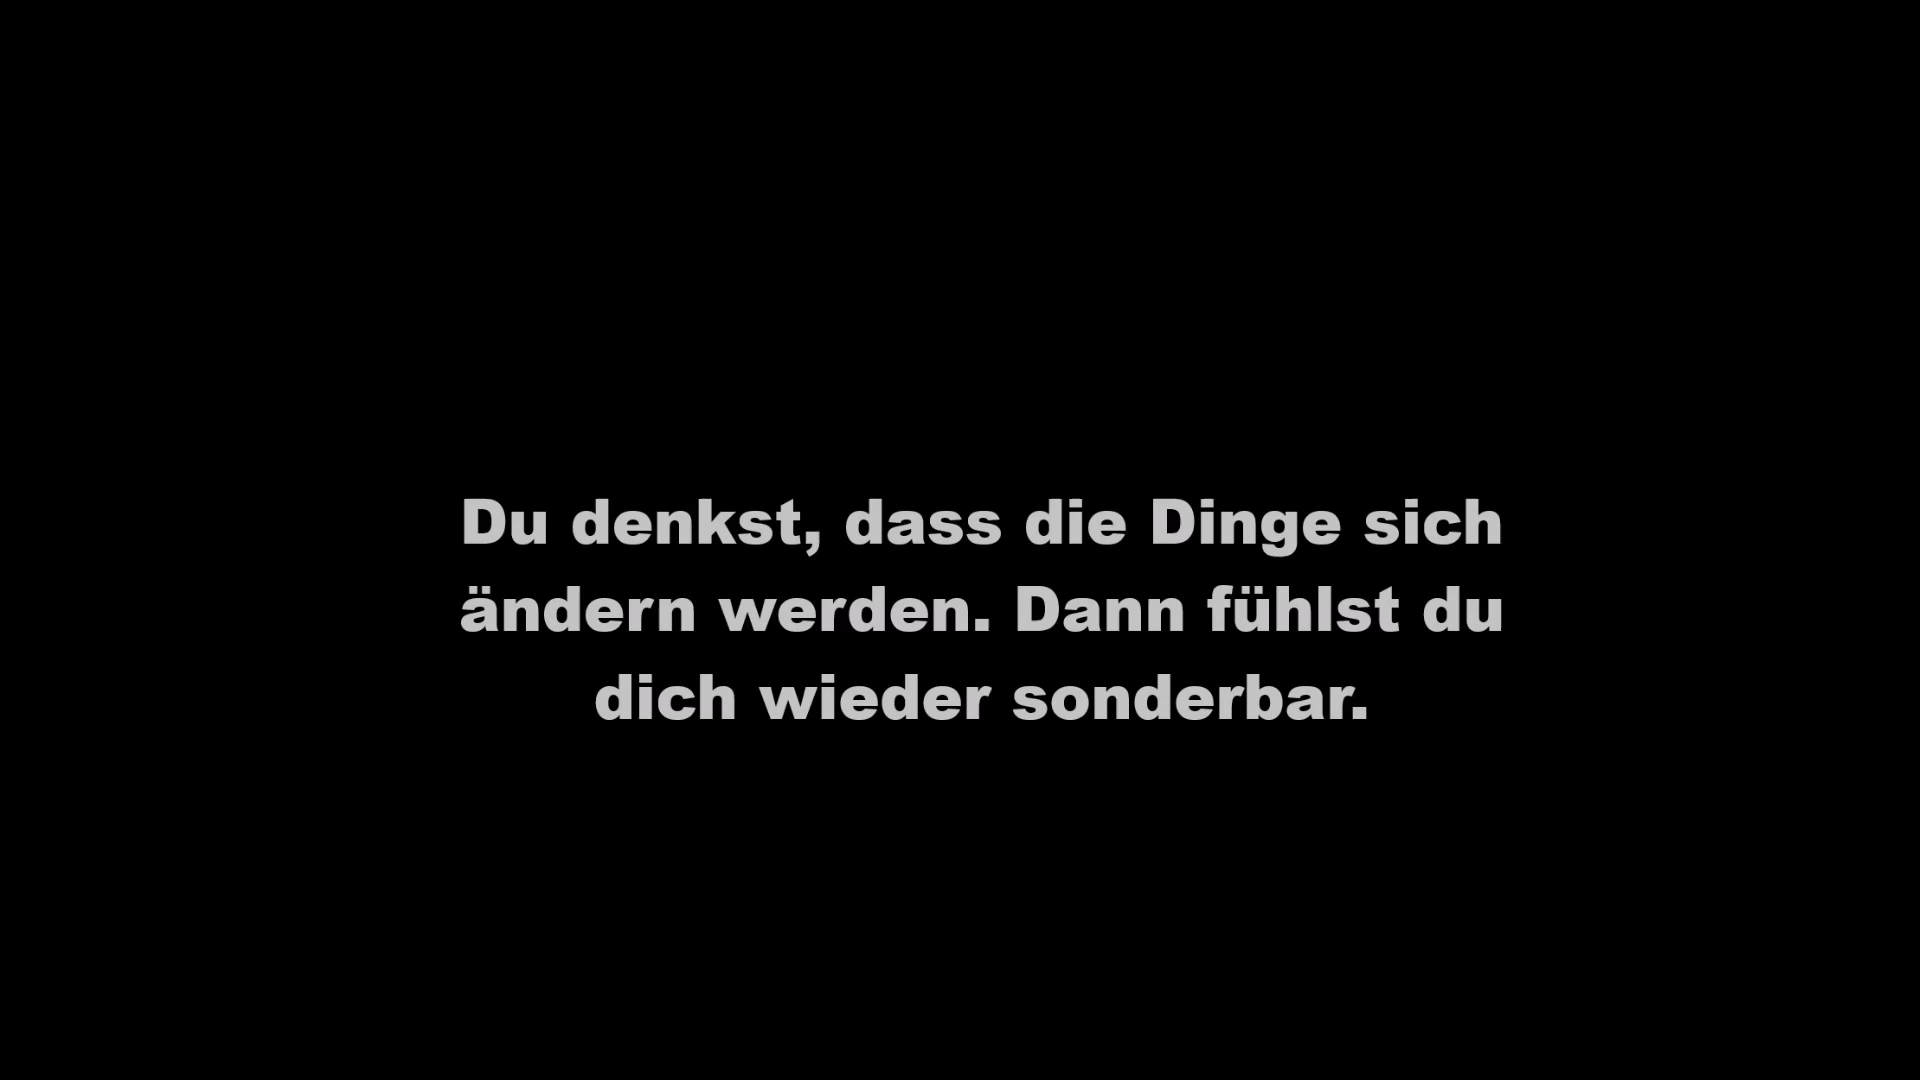 Du denkst, dass die Dinge sich
ändern werden. Dann fühlst du
dich wieder sonderbar.